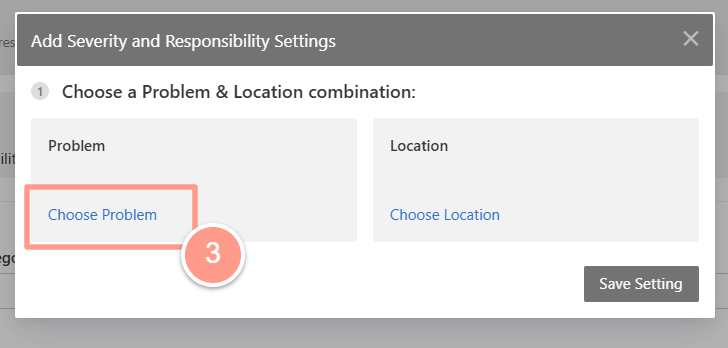 Add Severity and Responsibility Settings
1 Choose a Problem & Location combination:
Problem
Location
Choose Problem
Choose Location
3
Save Setting